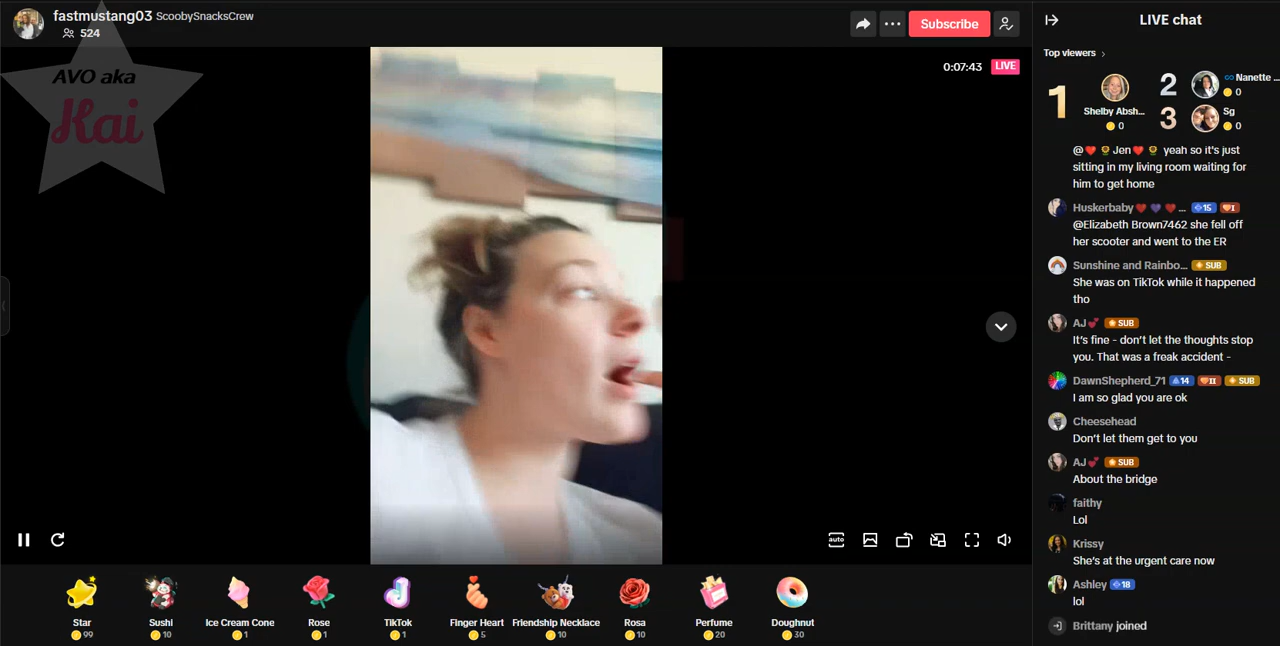 fastmustang03 ScoobySnacksCrew
524
Subscribe
AVO aka
Kai
0:07:43 LIVE
auto
Star
99
Sushi
10
Ice Cream Cone
1
Rose
1
TikTok
1
Finger Heart
5
Friendship Necklace
10
Rosa
10
Perfume
20
Doughnut
30
LIVE chat
Top viewers
1
Shelby Absh...
0
2
Nanette ...
0
3
Sg
0
@❤️🌻Jen❤️🌻 yeah so it's just
sitting in my living room waiting for
him to get home
Huskerbaby❤️💜❤️... 15 I
@Elizabeth Brown7462 she fell off
her scooter and went to the ER
Sunshine and Rainbo... SUB
She was on TikTok while it happened
tho
AJ💕 SUB
It's fine - don't let the thoughts stop
you. That was a freak accident -
DawnShepherd_71 14 II SUB
I am so glad you are ok
Cheesehead
Don't let them get to you
AJ💕 SUB
About the bridge
faithy
Lol
Krissy
She's at the urgent care now
Ashley 18
lol
Brittany joined